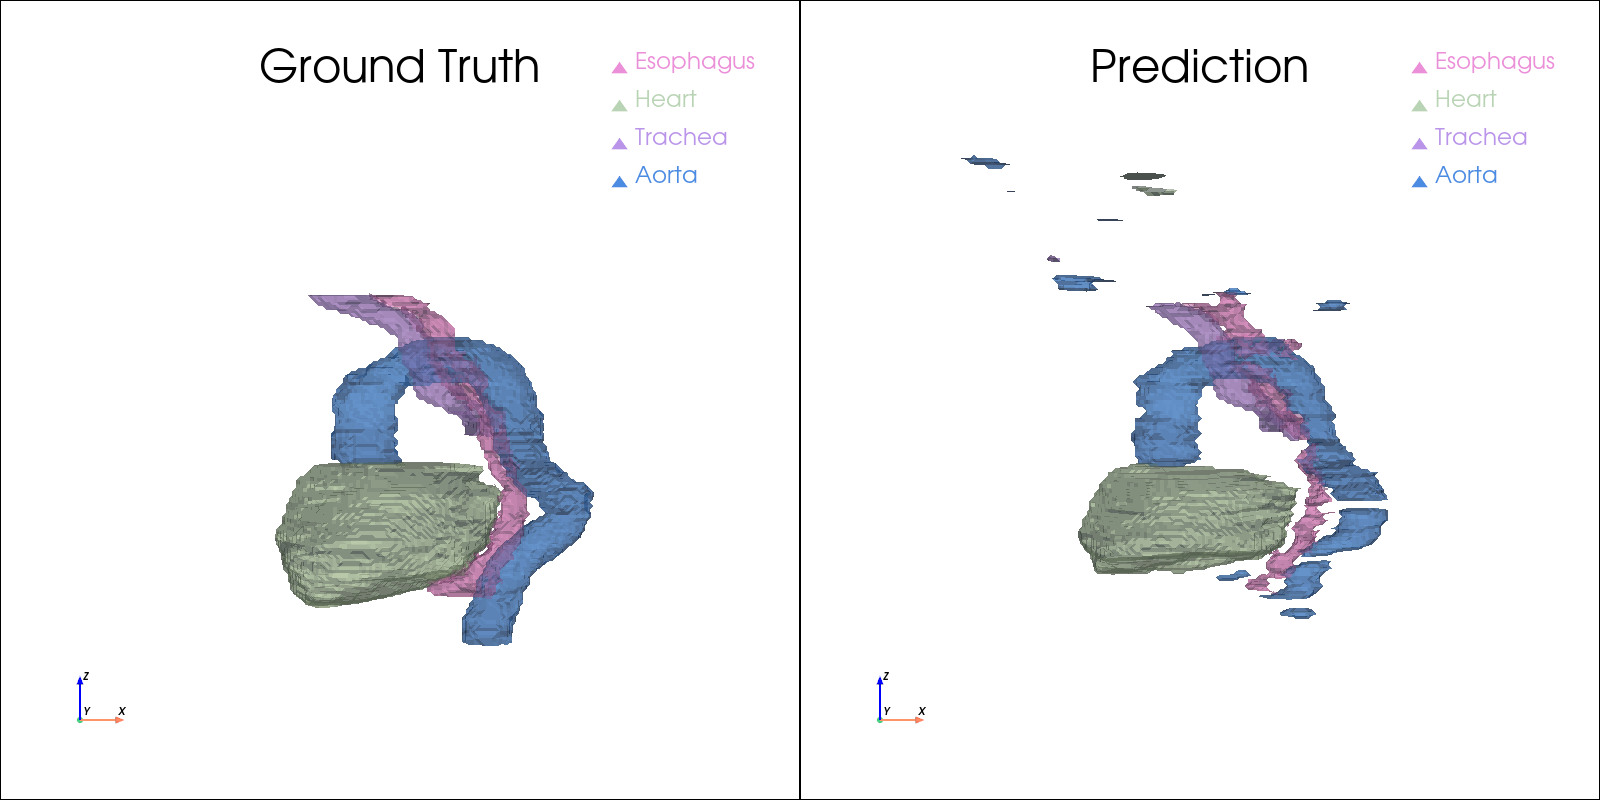 Ground Truth
Esophagus
Heart
Trachea
Aorta
Z
Y
X
Prediction
Esophagus
Heart
Trachea
Aorta
Z
Y
X